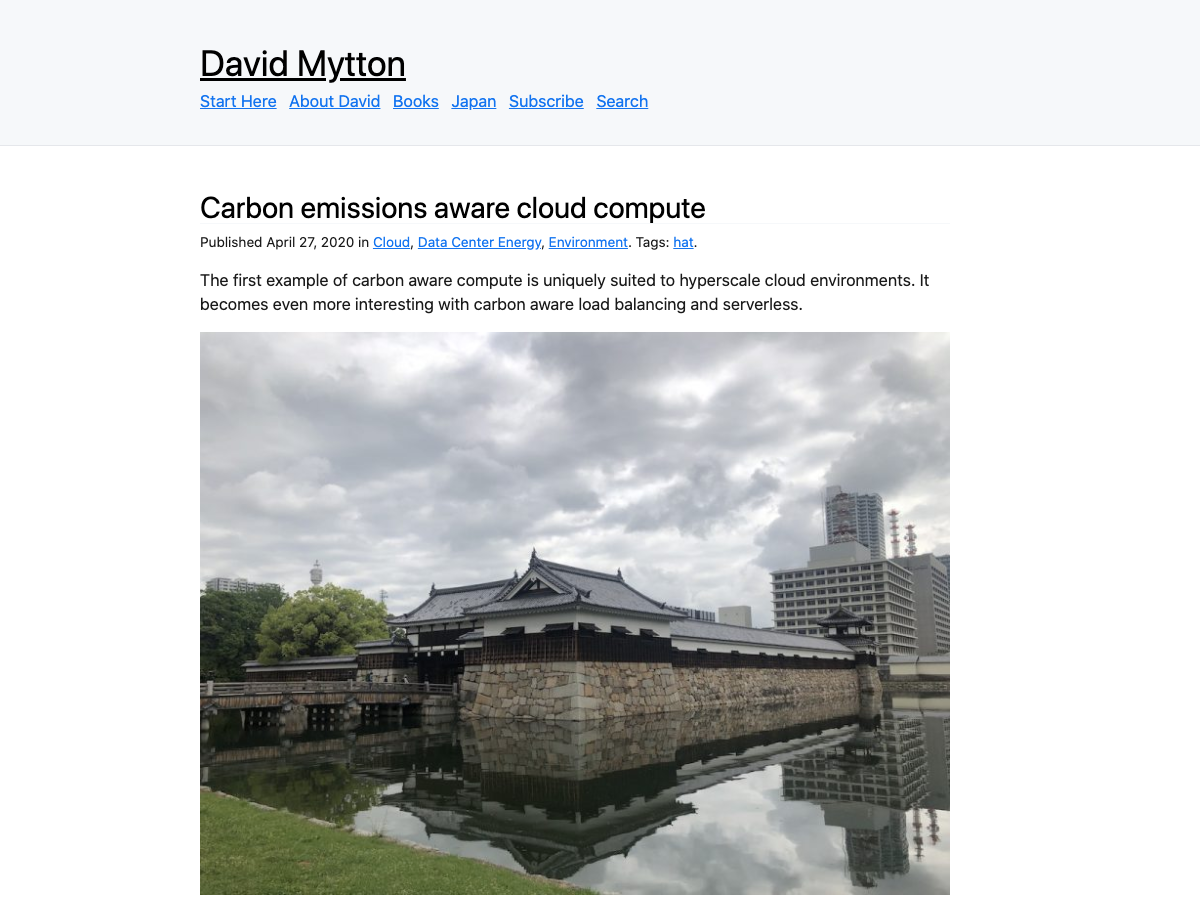 David Mytton
Start Here About David Books Japan Subscribe Search
Carbon emissions aware cloud compute
Published April 27, 2020 in Cloud, Data Center Energy, Environment. Tags: hat.
The first example of carbon aware compute is uniquely suited to hyperscale cloud environments. It
becomes even more interesting with carbon aware load balancing and serverless.